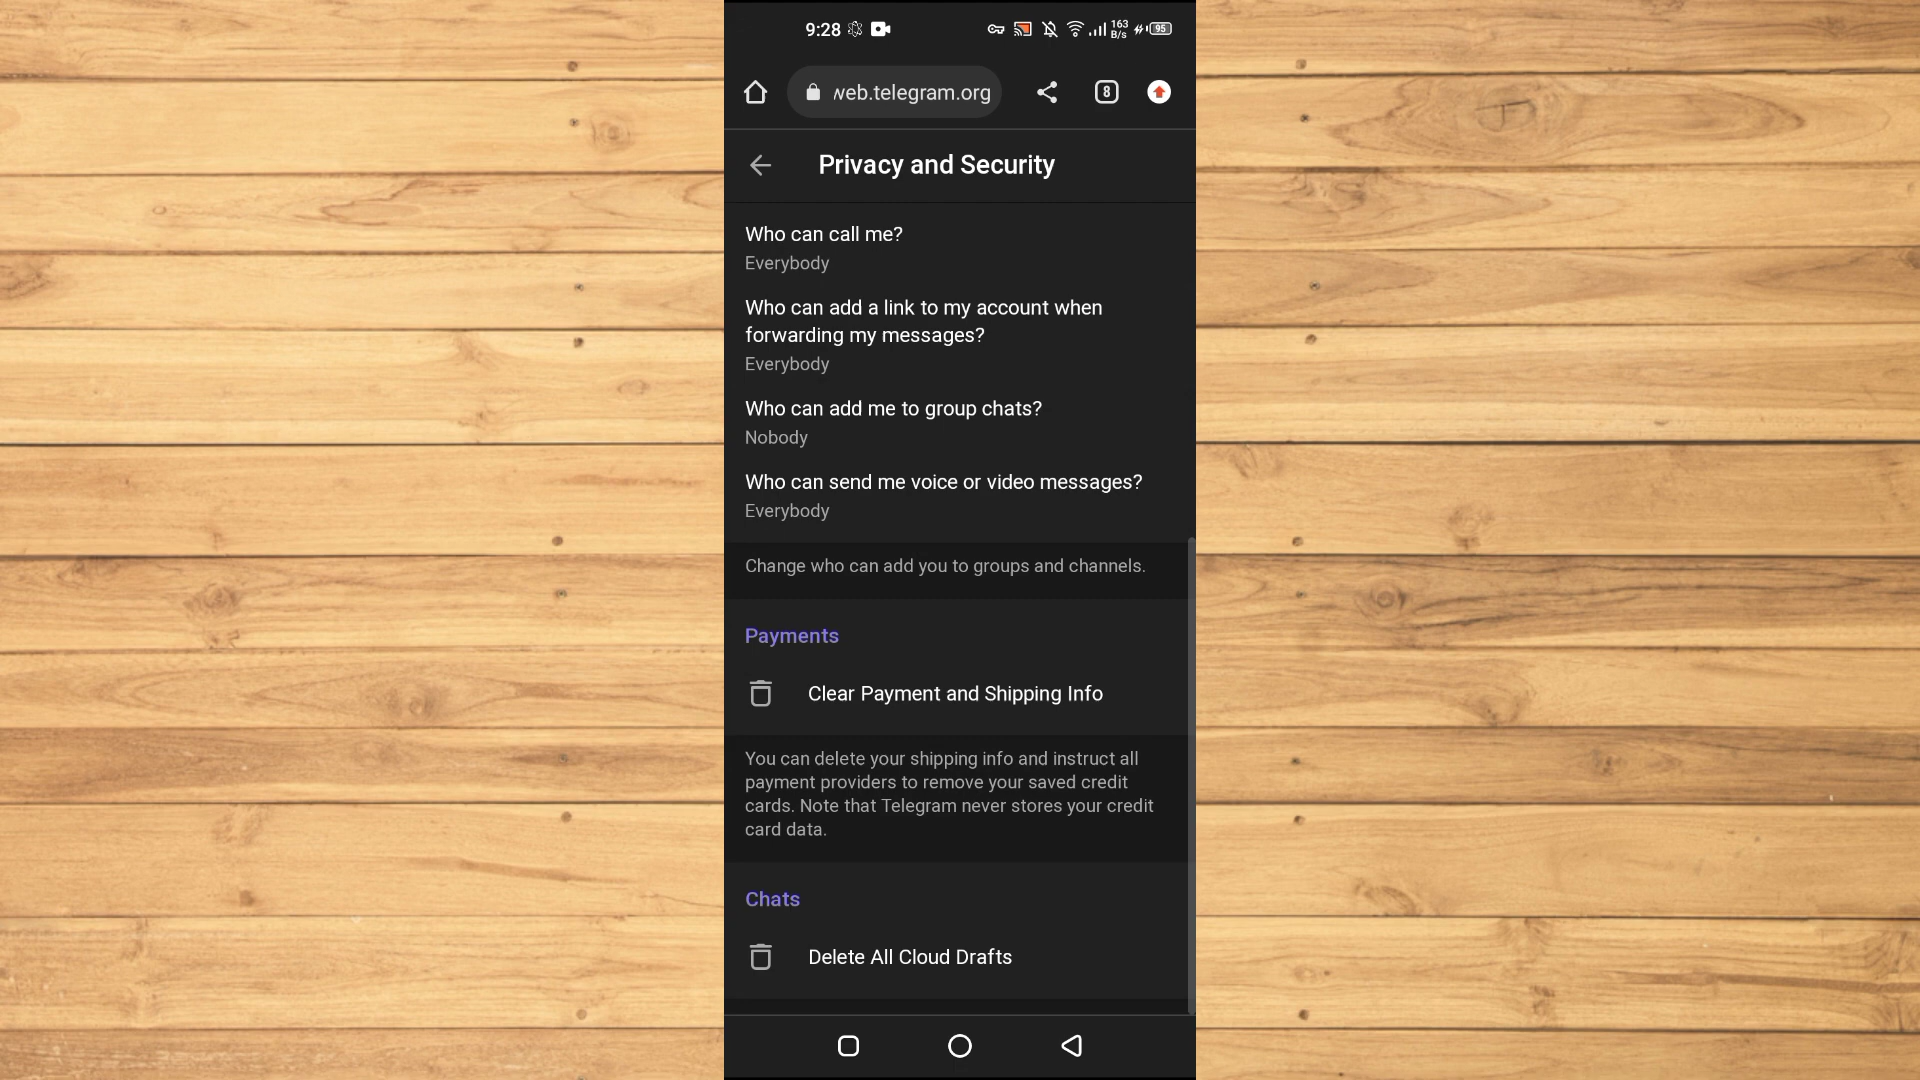 9:28
163
B/s
95
web.telegram.org
8
Privacy and Security
Who can call me?
Everybody
Who can add a link to my account when
forwarding my messages?
Everybody
Who can add me to group chats?
Nobody
Who can send me voice or video messages?
Everybody
Change who can add you to groups and channels.
Payments
Clear Payment and Shipping Info
You can delete your shipping info and instruct all
payment providers to remove your saved credit
cards. Note that Telegram never stores your credit
card data.
Chats
Delete All Cloud Drafts